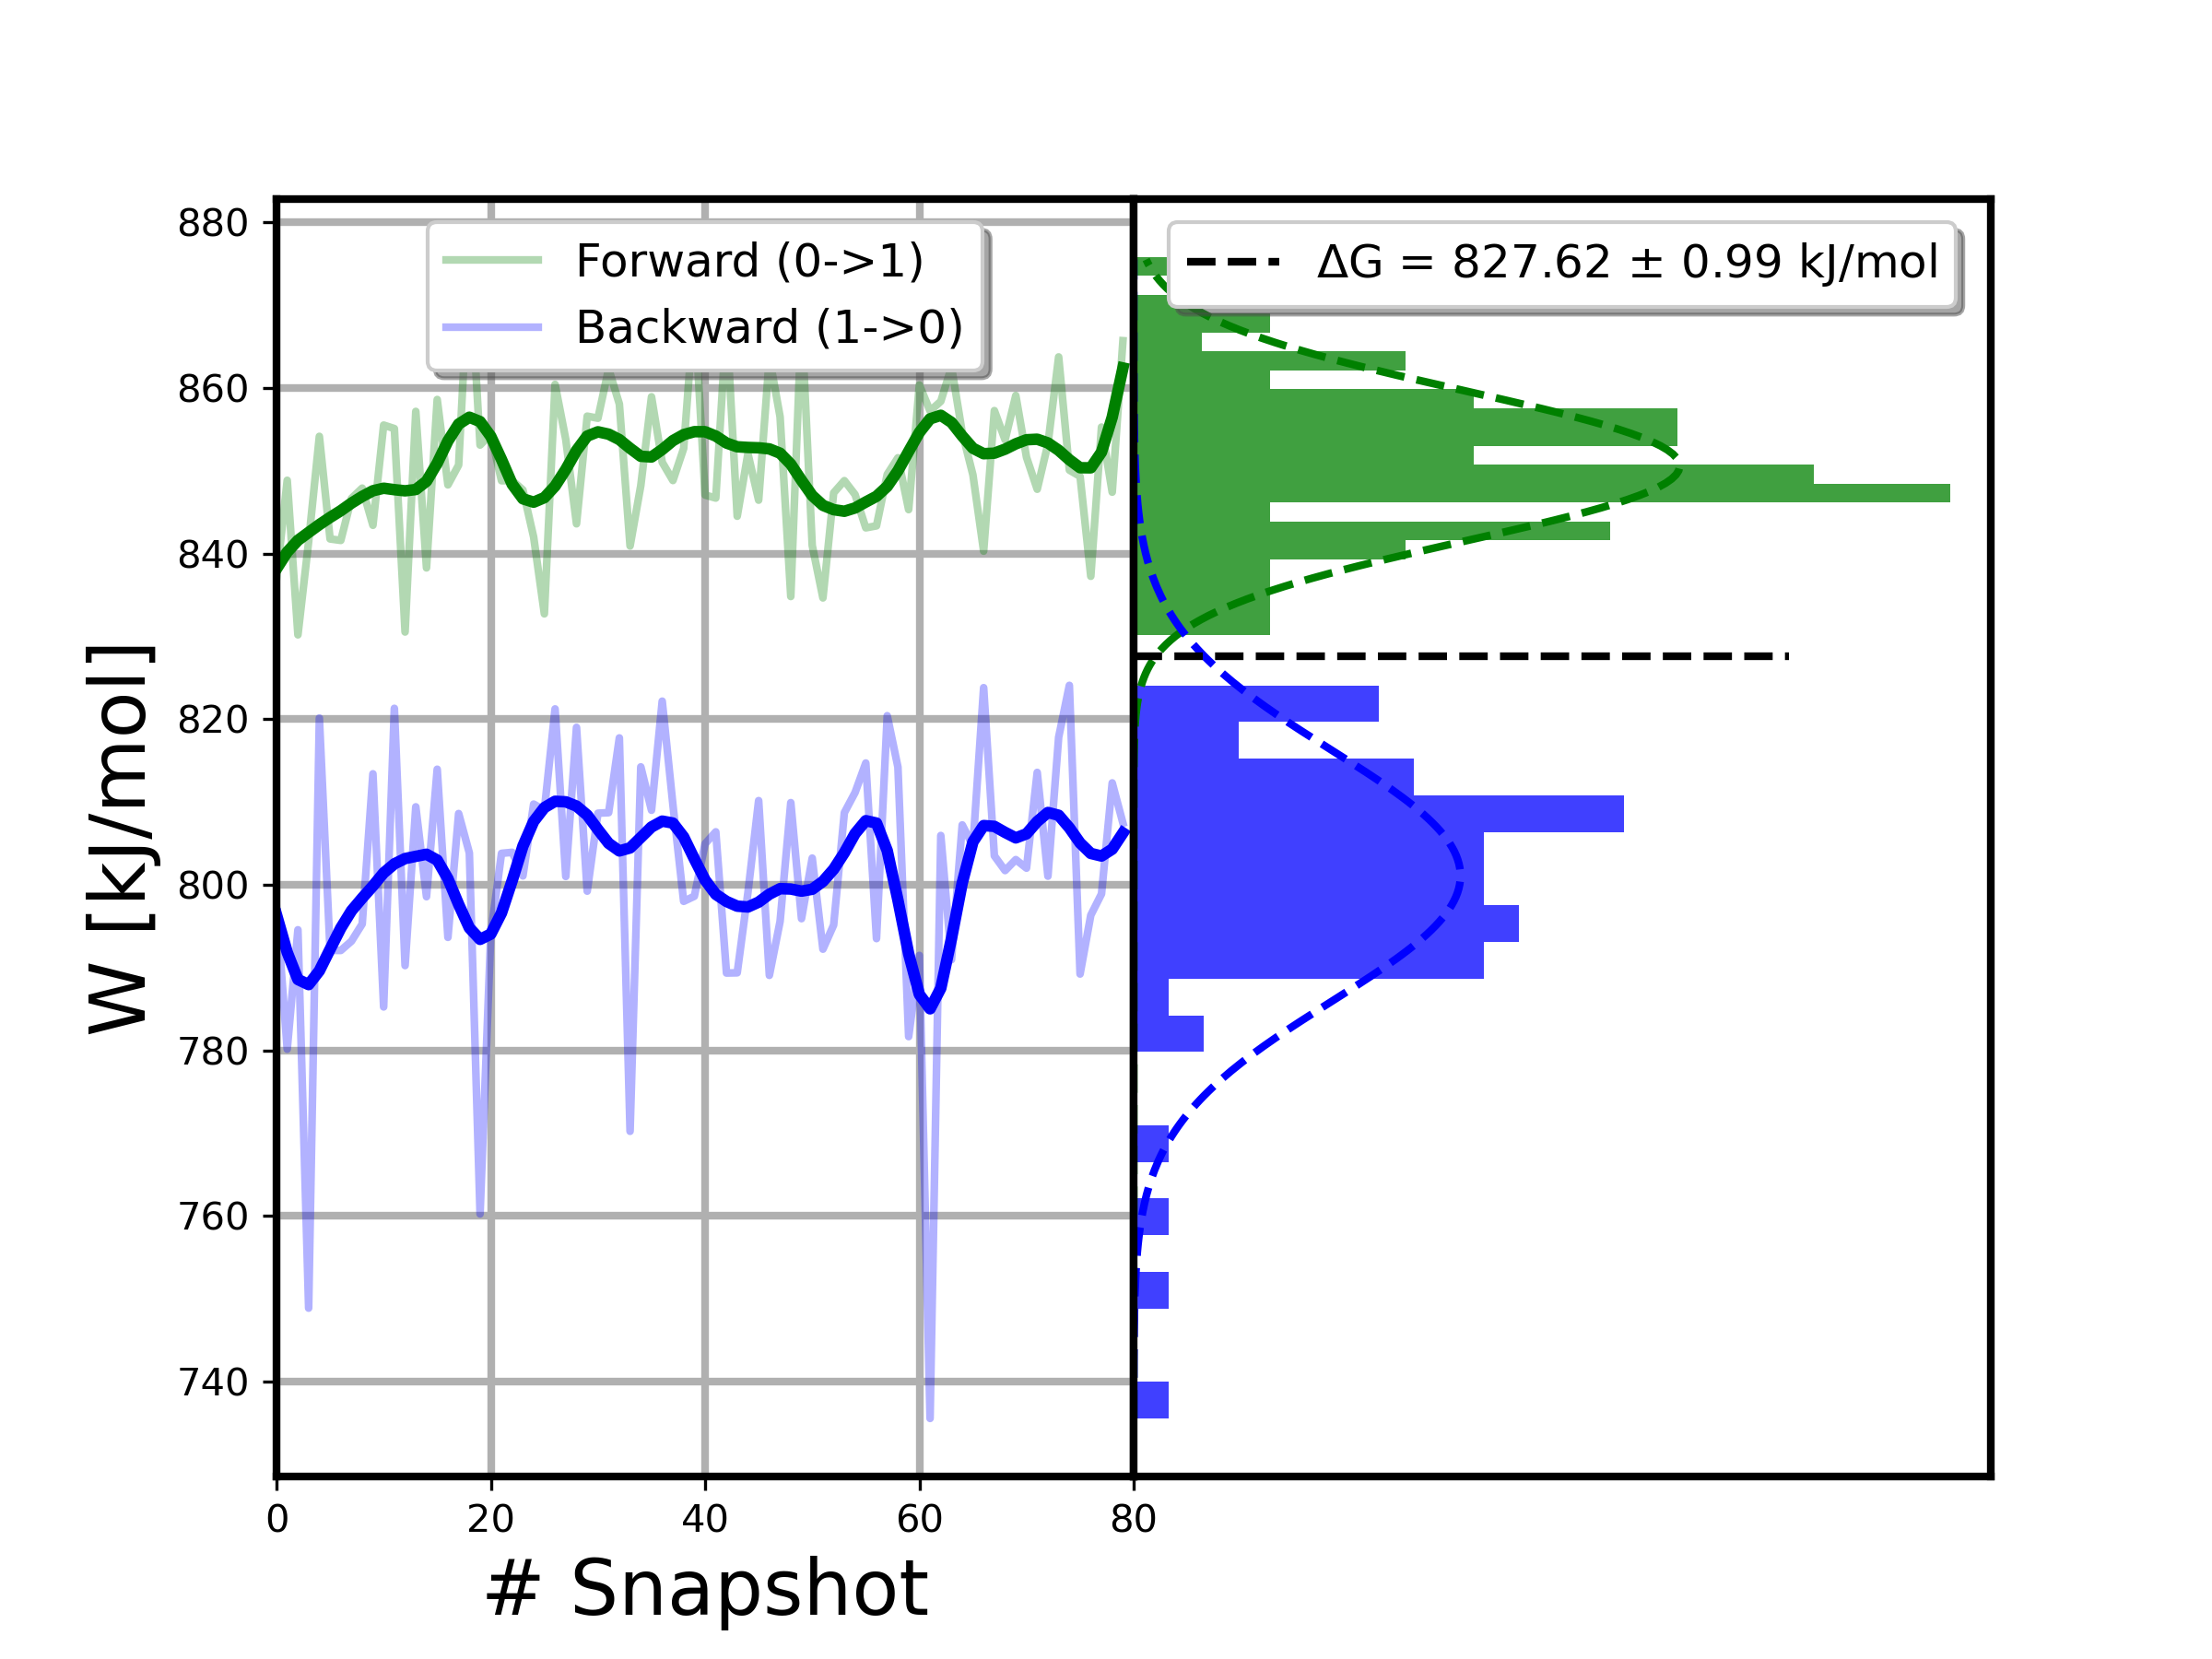 Forward (0->1)
Backward (1->0)
ΔG = 827.62 ± 0.99 kJ/mol
W [kJ/mol]
880
860
840
820
800
780
760
740
0 20 40 60 80
# Snapshot